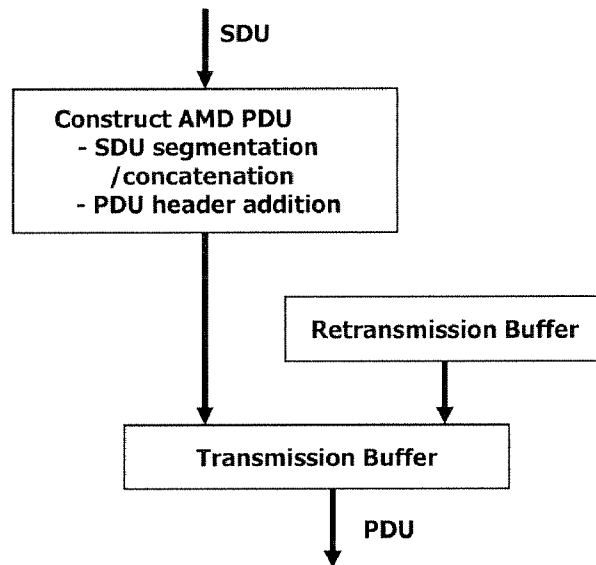 SDU
Construct AMD PDU
- SDU segmentation
/concatenation
- PDU header addition
Retransmission Buffer
Transmission Buffer
PDU